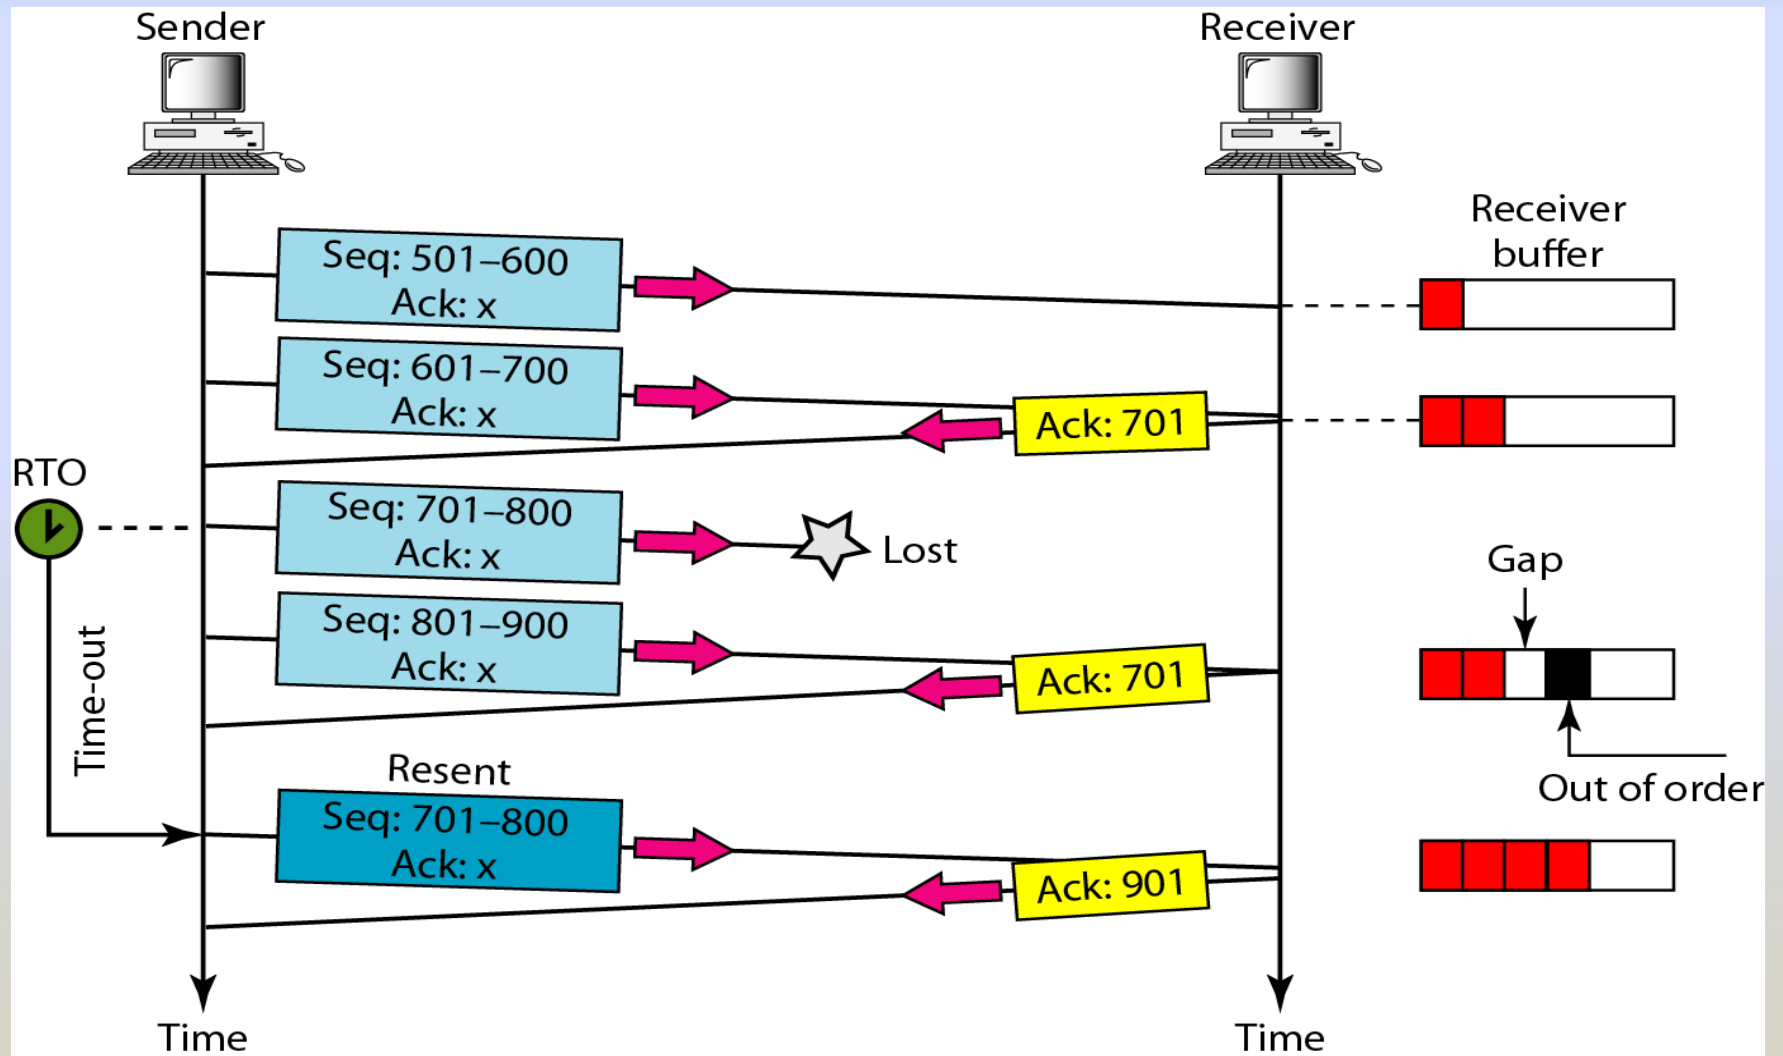 Sender
Receiver
Receiver
buffer
Seq: 501–600
Ack: x
Seq: 601–700
Ack: x
Ack: 701
RTO
Seq: 701–800
Ack: x
Lost
Gap
Seq: 801–900
Ack: x
Ack: 701
Time-out
Out of order
Resent
Seq: 701–800
Ack: x
Ack: 901
Time
Time